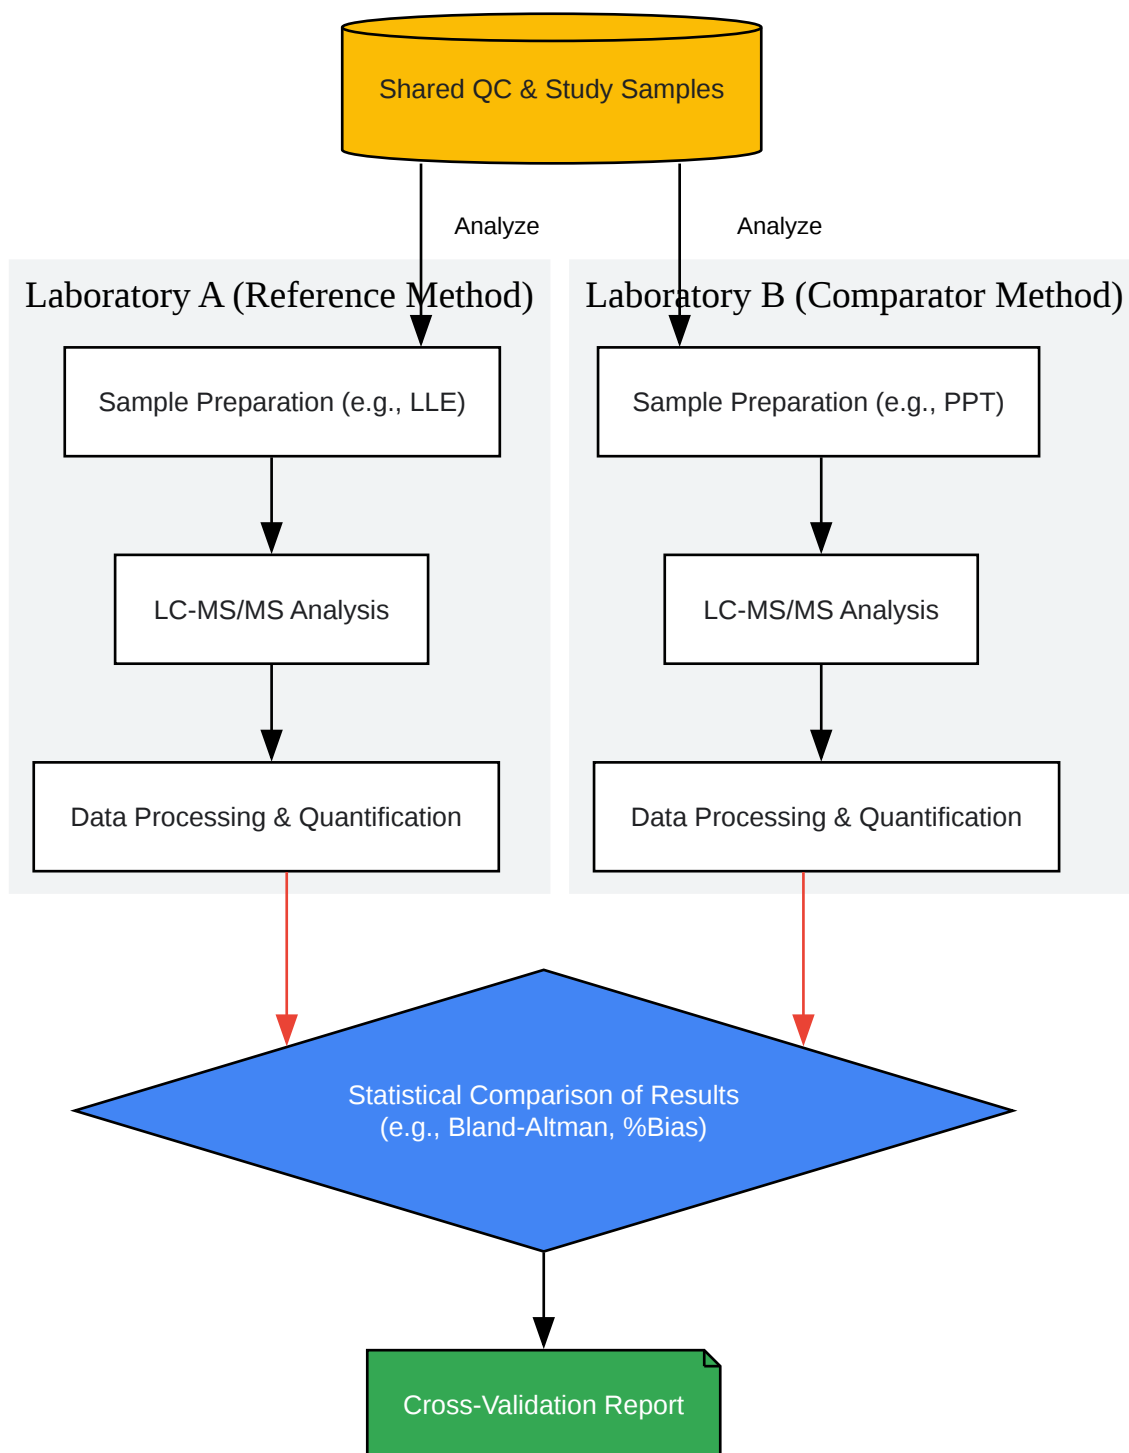 Shared QC & Study Samples
Analyze
Analyze
Laboratory A (Reference Method)
Laboratory B (Comparator Method)
Sample Preparation (e.g., LLE)
Sample Preparation (e.g., PPT)
LC-MS/MS Analysis
LC-MS/MS Analysis
Data Processing & Quantification
Data Processing & Quantification
Statistical Comparison of Results
(e.g., Bland-Altman, %Bias)
Cross-Validation Report